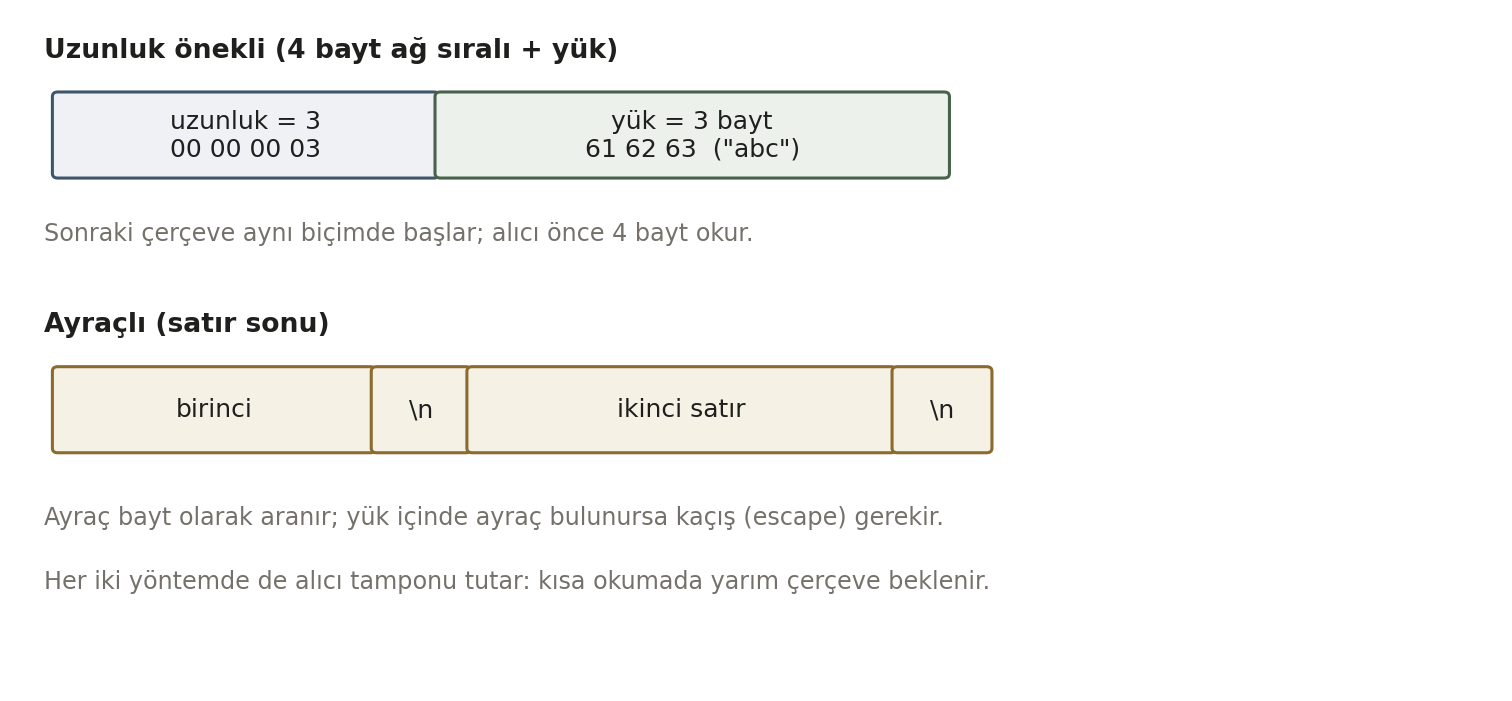 Uzunluk önekli (4 bayt ağ sıralı + yük)
uzunluk = 3
00 00 00 03
yük = 3 bayt
61 62 63  ("abc")
Sonraki çerçeve aynı biçimde başlar; alıcı önce 4 bayt okur.
Ayraçlı (satır sonu)
birinci
\n
ikinci satır
\n
Ayraç bayt olarak aranır; yük içinde ayraç bulunursa kaçış (escape) gerekir.
Her iki yöntemde de alıcı tamponu tutar: kısa okumada yarım çerçeve beklenir.